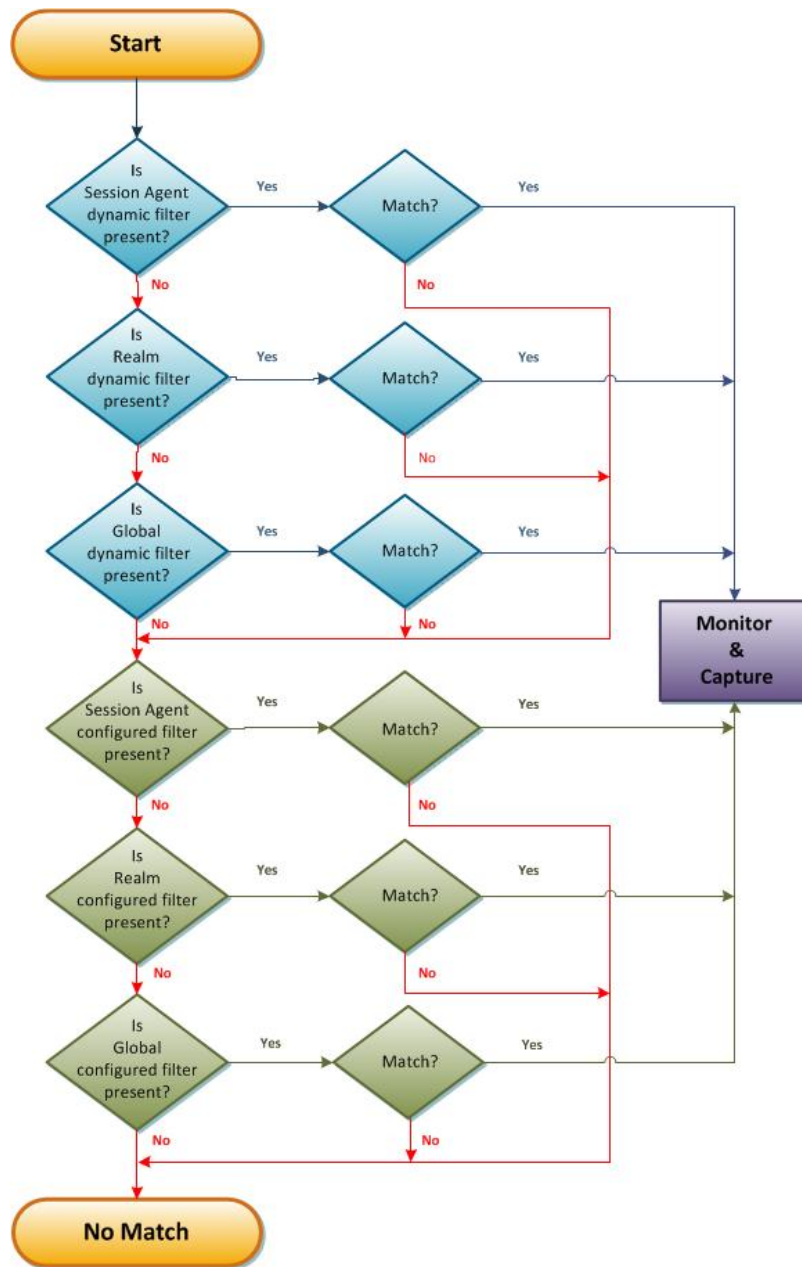 Start
Is
Session Agent
dynamic filter
present?
Yes
Match?
Yes
No
No
Is
Realm
dynamic filter
present?
Yes
Match?
Yes
No
No
Is
Global
dynamic filter
present?
Yes
Match?
Yes
No
No
Monitor
&
Capture
Is
Session Agent
configured filter
present?
Yes
Match?
Yes
No
No
Is
Realm
configured filter
present?
Yes
Match?
Yes
No
No
Is
Global
configured filter
present?
Yes
Match?
Yes
No
No
No Match